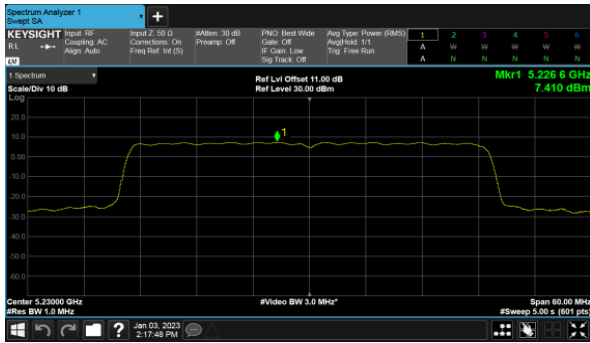 Spectrum Analyzer 1
Swept SA
+
KEYSIGHT Input: RF Input Z: 50 Ω #Atten: 30 dB PNO: Best Wide Avg Type: Power (RMS) 1 2 3 4 5 6
RL Coupling: AC Corrections: On Preamp: Off Gate: Off Avg|Hold: 1/1 A W W W W W
Align: Auto Freq Ref: Int (S) IF Gain: Low Trig: Free Run
LV Sig Track: Off A N N N N N
1 Spectrum Ref Lvl Offset 11.00 dB Mkr1 5.226 6 GHz
Scale/Div 10 dB Ref Level 30.00 dBm 7.410 dBm
Log
20.0
10.0
1
0.00
-10.0
-20.0
-30.0
-40.0
-50.0
-60.0
Center 5.23000 GHz #Video BW 3.0 MHz* Span 60.00 MHz
#Res BW 1.0 MHz #Sweep 5.00 s (601 pts)
? Jan 03, 2023
2:17:48 PM